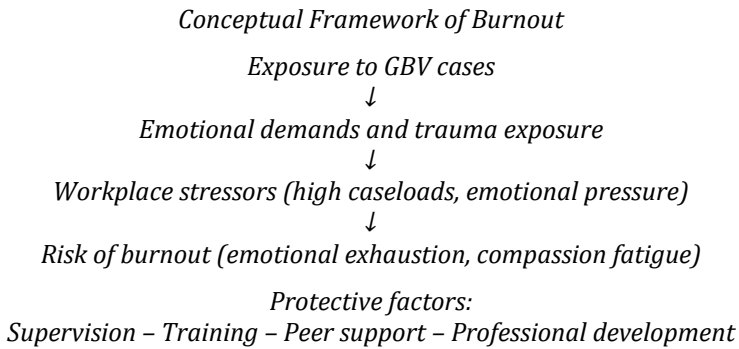 Conceptual Framework of Burnout
Exposure to GBV cases
↓
Emotional demands and trauma exposure
↓
Workplace stressors (high caseloads, emotional pressure)
↓
Risk of burnout (emotional exhaustion, compassion fatigue)
Protective factors:
Supervision – Training – Peer support – Professional development